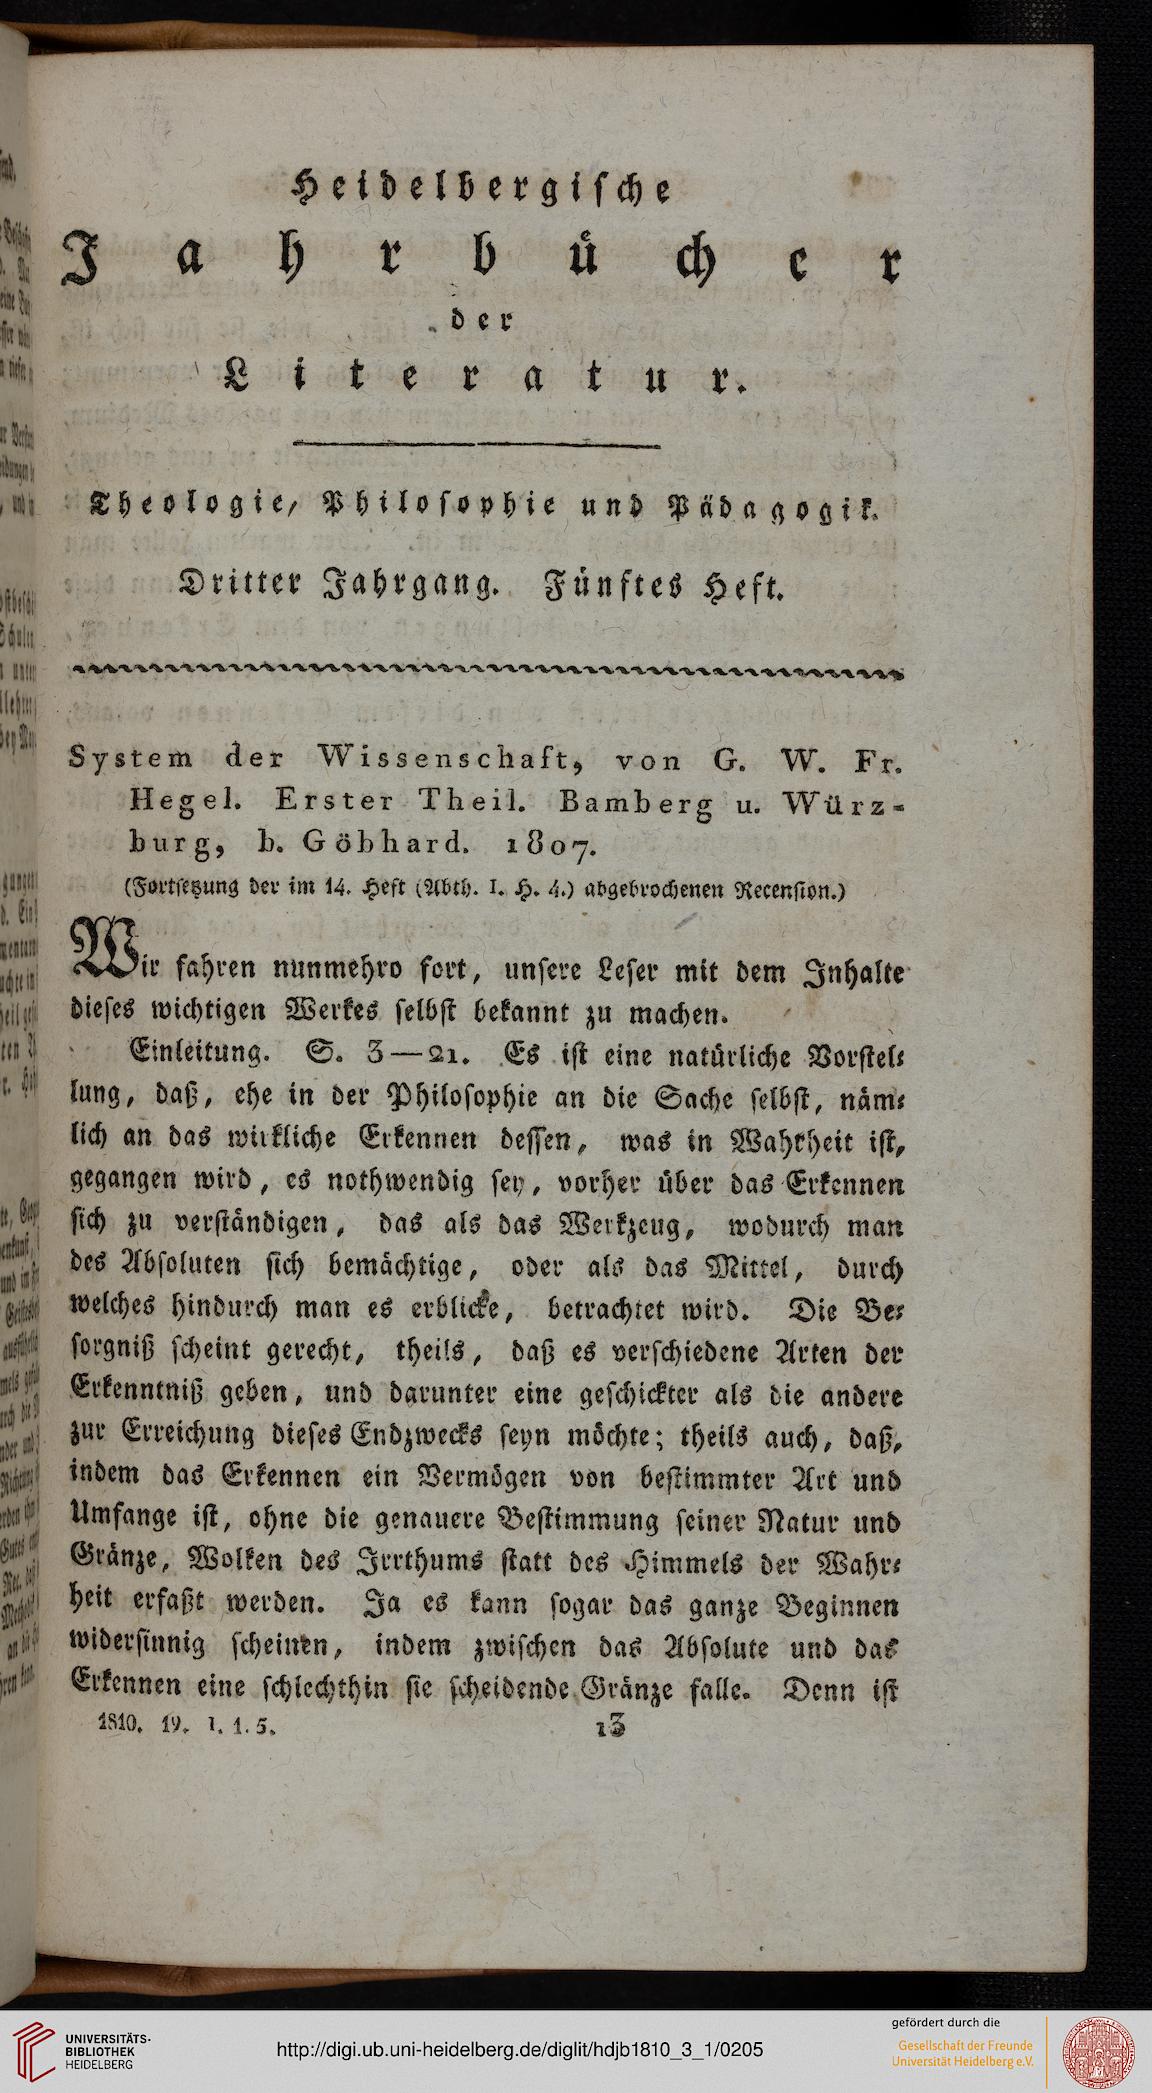 Heidelbergische
Jahrbücher
der
Literatur.
Theologie, Philosophie und Pädagogik.
Dritter Jahrgang. Fünftes Heft.
System der Wissenschaft, von G. W. Fr.
Hegel. Erster Theil. Bamberg u. Würz-
burg, b. Göbhard. 1807.
(Fortsetzung der im 14. Heft (Abth. I. H. 4.) abgebrochenen Recension.)
Wir fahren nunmehro fort, unsere Leser mit dem Inhalte
dieses wichtigen Werkes selbst bekannt zu machen.
Einleitung. S. 3—21. Es ist eine natürliche Vorstel-
lung, daß, ehe in der Philosophie an die Sache selbst, näm-
lich an das wirkliche Erkennen dessen, was in Wahrheit ist,
gegangen wird, es nothwendig sey, vorher über das Erkennen
sich zu verständigen, das als das Werkzeug, wodurch man
des Absoluten sich bemächtige, oder als das Mittel, durch
welches hindurch man es erblicke, betrachtet wird. Die Be-
sorgniß scheint gerecht, theils, daß es verschiedene Arten der
Erkenntniß geben, und darunter eine geschickter als die andere
zur Erreichung dieses Endzwecks seyn möchte; theils auch, daß,
indem das Erkennen ein Vermögen von bestimmter Art und
Umfange ist, ohne die genauere Bestimmung seiner Natur und
Gränze, Wolken des Irrthums statt des Himmels der Wahr-
heit erfaßt werden. Ja es kann sogar das ganze Beginnen
widersinnig scheinen, indem zwischen das Absolute und das
Erkennen eine schlechthin sie scheidende Gränze falle. Denn ist
1810. 19. I. 1. 5. 13
UNIVERSITÄTS-
BIBLIOTHEK
HEIDELBERG
http://digi.ub.uni-heidelberg.de/diglit/hdjb1810_3_1/0205
gefördert durch die
Gesellschaft der Freunde
Universität Heidelberg e.V.